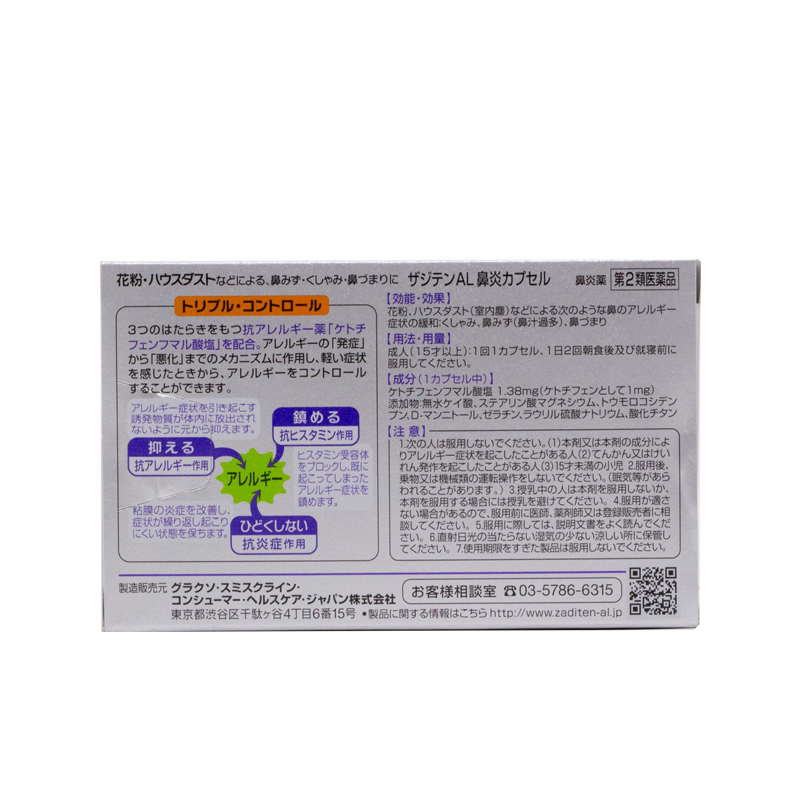 花粉・ハウスダストなどによる、鼻みず・くしゃみ・鼻づまりに ザジテンAL 鼻炎カプセル 鼻炎薬 第2類医薬品
トリプル・コントロール
3つのはたらきをもつ抗アレルギー薬「ケト
チフェンフマル酸塩」を配合。アレルギーの「発症」
から「悪化」までのメカニズムに作用し、軽い症状
を感じたときから、アレルギーをコントロール
することができます。
アレルギー症状を引き起こす
誘発物質が体内に放出され
ないように元から抑えます。
抑える
抗アレルギー作用
鎮める
抗ヒスタミン作用
ヒスタミン受容体
をブロックし、既に
起こってしまった
アレルギー症状を
鎮めます。
アレルギー
粘膜の炎症を改善し、
症状が繰り返し起こり
にくい状態を保ちます。
ひどくしない
抗炎症作用
【効能・効果】
花粉、ハウスダスト(室内塵)などによる次のような鼻のアレルギー
症状の緩和:くしゃみ、鼻みず(鼻汁過多)、鼻づまり
【用法・用量】
成人(15才以上):1回1カプセル、1日2回朝食後及び就寝前に
服用してください。
【成分(1カプセル中)】
ケトチフェンフマル酸塩 1.38mg(ケトチフェンとして1mg)
添加物:無水ケイ酸、ステアリン酸マグネシウム、トウモロコシデン
プン、D-マンニトール、ゼラチン、ラウリル硫酸ナトリウム、酸化チタン
【注意】
1.次の人は服用しないでください。(1)本剤又は本剤の成分によ
りアレルギー症状を起こしたことがある人(2)てんかん又はけい
れん発作を起こしたことがある人(3)15才未満の小児 2.服用後、
乗物又は機械類の運転操作をしないでください。(眠気等があら
われることがあります。) 3.授乳中の人は本剤を服用しないか、
本剤を服用する場合には授乳を避けてください。 4.服用が適さ
ない場合があるので、服用前に医師、薬剤師又は登録販売者に相
談してください。 5.服用に際しては、説明文書をよく読んでくだ
さい。 6.直射日光の当たらない湿気の少ない涼しい所に保管し
てください。 7.使用期限をすぎた製品は服用しないでください。
製造販売元 グラクソ・スミスクライン・
コンシューマー・ヘルスケア・ジャパン株式会社
お客様相談室 ☎03-5786-6315
東京都渋谷区千駄ヶ谷4丁目6番15号 •製品に関する情報はこちら http://www.zaditen-al.jp